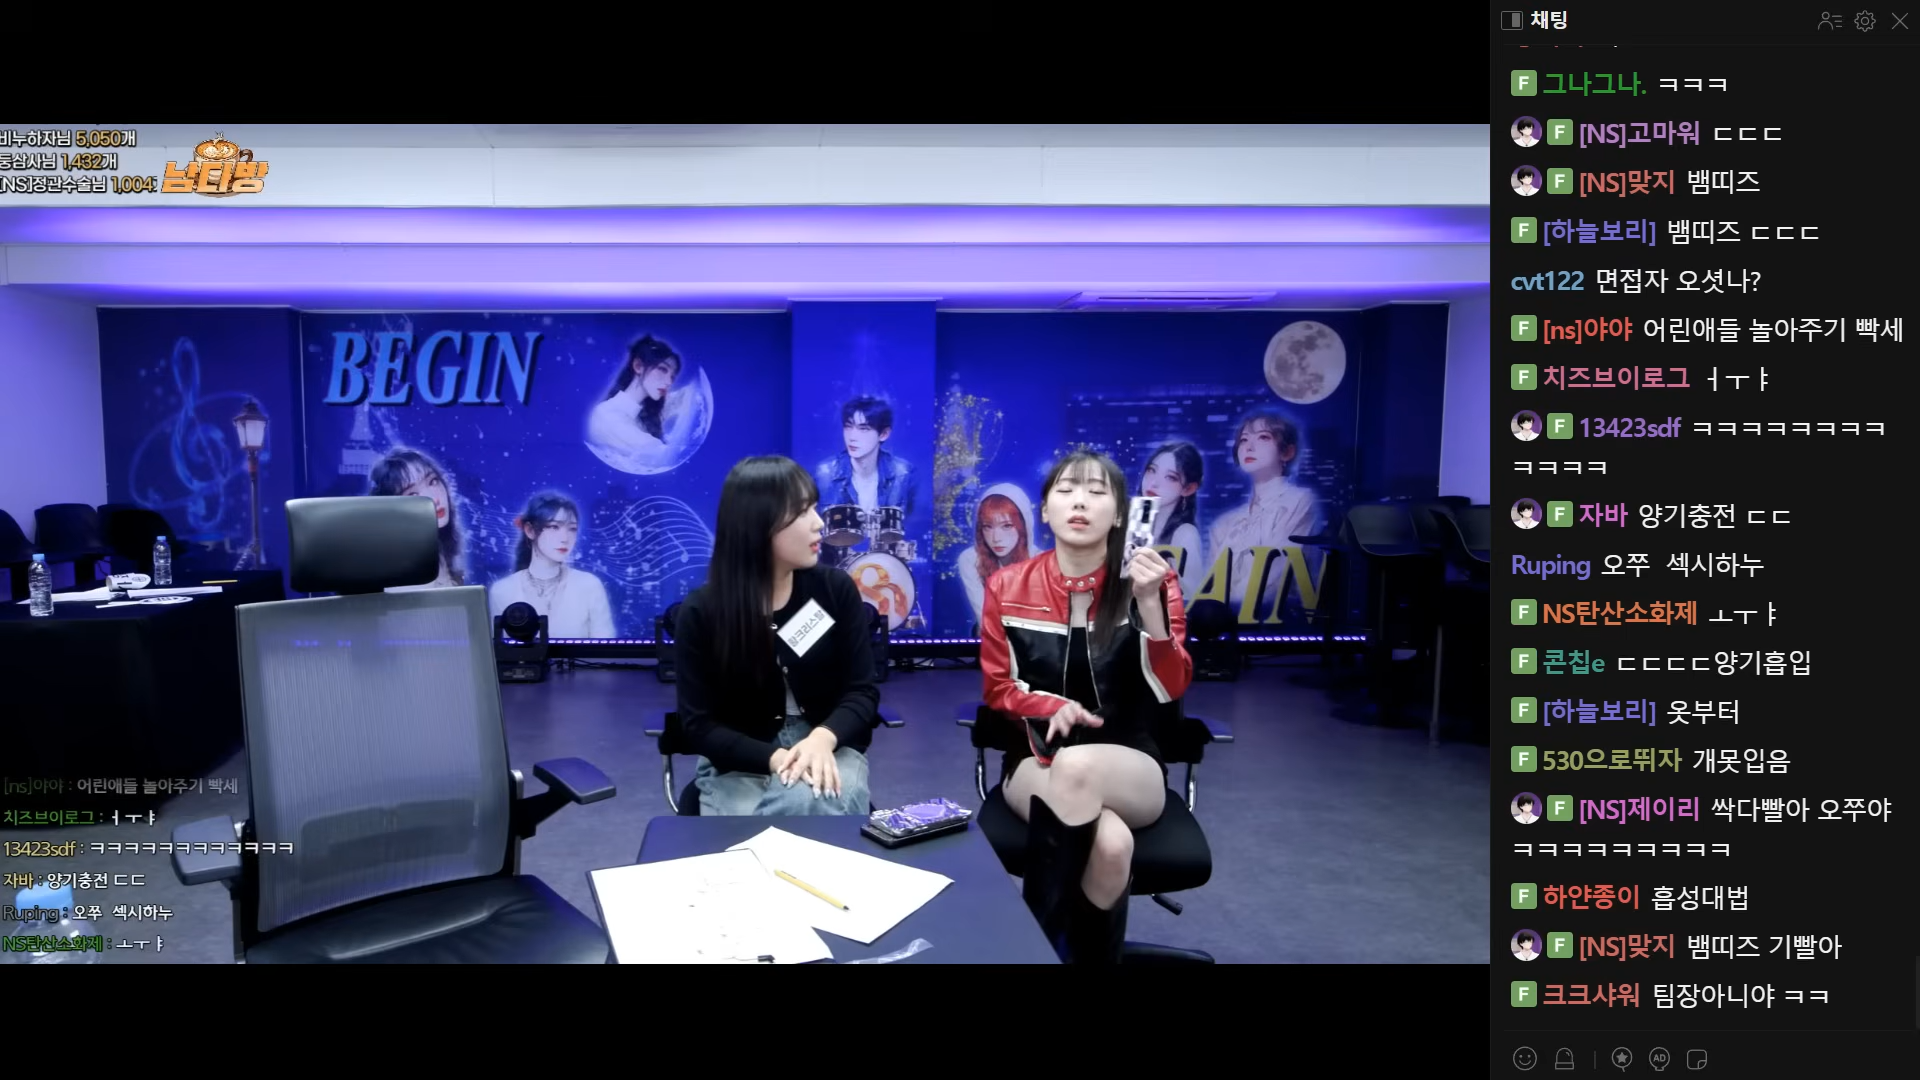 비누하자님 5,050개
둥삼사님 1,432개
[NS]정관수술님 1,004
남타방
BEGIN
AGAIN
황크리스탈
[ns]야야 : 어린애들 놀아주기 빡세
치즈브이로그 : ㅓㅜㅑ
13423sdf : ㅋㅋㅋㅋㅋㅋㅋㅋㅋㅋㅋㅋ
자바 : 양기충전 ㄷㄷ
Ruping : 오쭈 섹시하누
NS탄산소화제 : ㅗㅜㅑ
채팅
F 그나그나. ㅋㅋㅋ
F [NS]고마워 ㄷㄷㄷ
F [NS]맞지 뱀띠즈
F [하늘보리] 뱀띠즈 ㄷㄷㄷ
cvt122 면접자 오셧나?
F [ns]야야 어린애들 놀아주기 빡세
F 치즈브이로그 ㅓㅜㅑ
F 13423sdf ㅋㅋㅋㅋㅋㅋㅋㅋ
ㅋㅋㅋㅋ
F 자바 양기충전 ㄷㄷ
Ruping 오쭈 섹시하누
F NS탄산소화제 ㅗㅜㅑ
F 콘칩e ㄷㄷㄷㄷ양기흡입
F [하늘보리] 옷부터
F 530으로뛰자 개못입음
F [NS]제이리 싹다빨아 오쭈야
ㅋㅋㅋㅋㅋㅋㅋㅋㅋ
F 하얀종이 흡성대법
F [NS]맞지 뱀띠즈 기빨아
F 크크샤워 팀장아니야 ㅋㅋ
AD